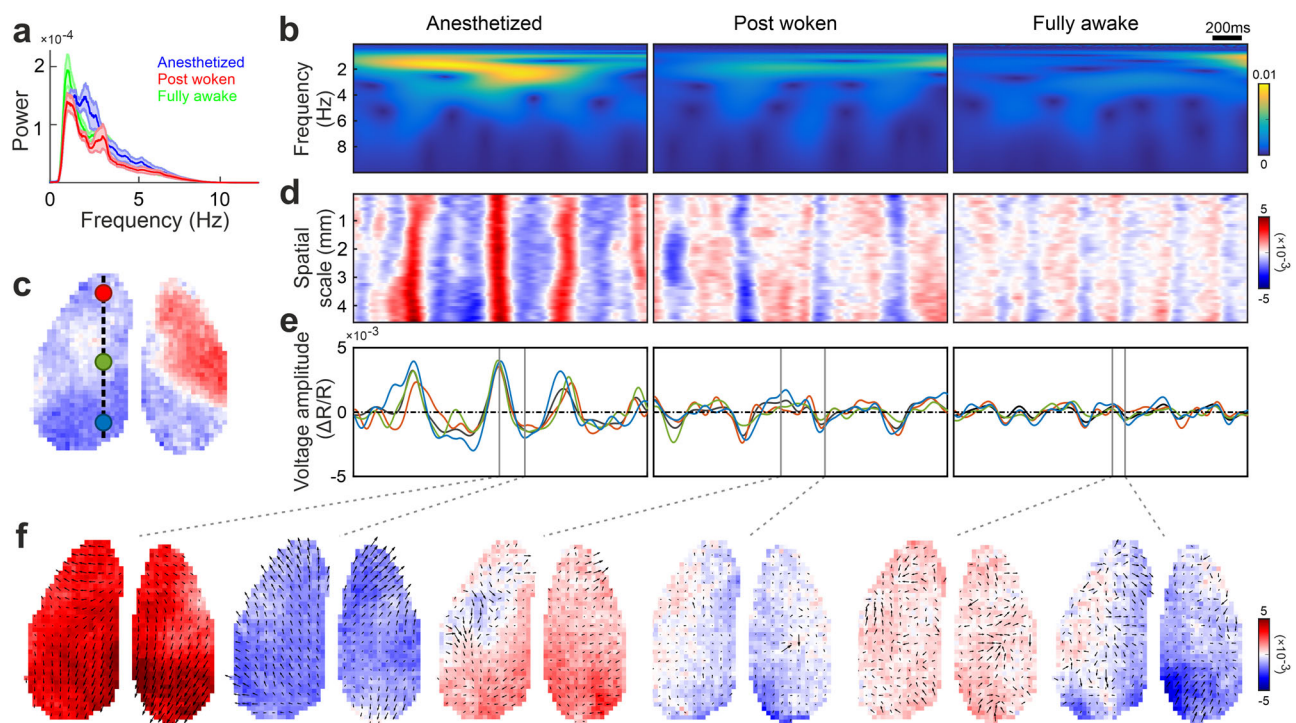 Anesthetized
Post woken
Fully awake
200ms
a
×10⁻⁴
2
1
0
5
10
Power
Frequency (Hz)
Anesthetized
Post woken
Fully awake
b
Frequency
(Hz)
2
4
6
8
0.01
0
c
d
Spatial
scale (mm)
1
2
3
4
5
-5
(×10⁻³)
e
×10⁻³
5
0
-5
Voltage amplitude
(ΔR/R)
f
5
-5
(×10⁻³)